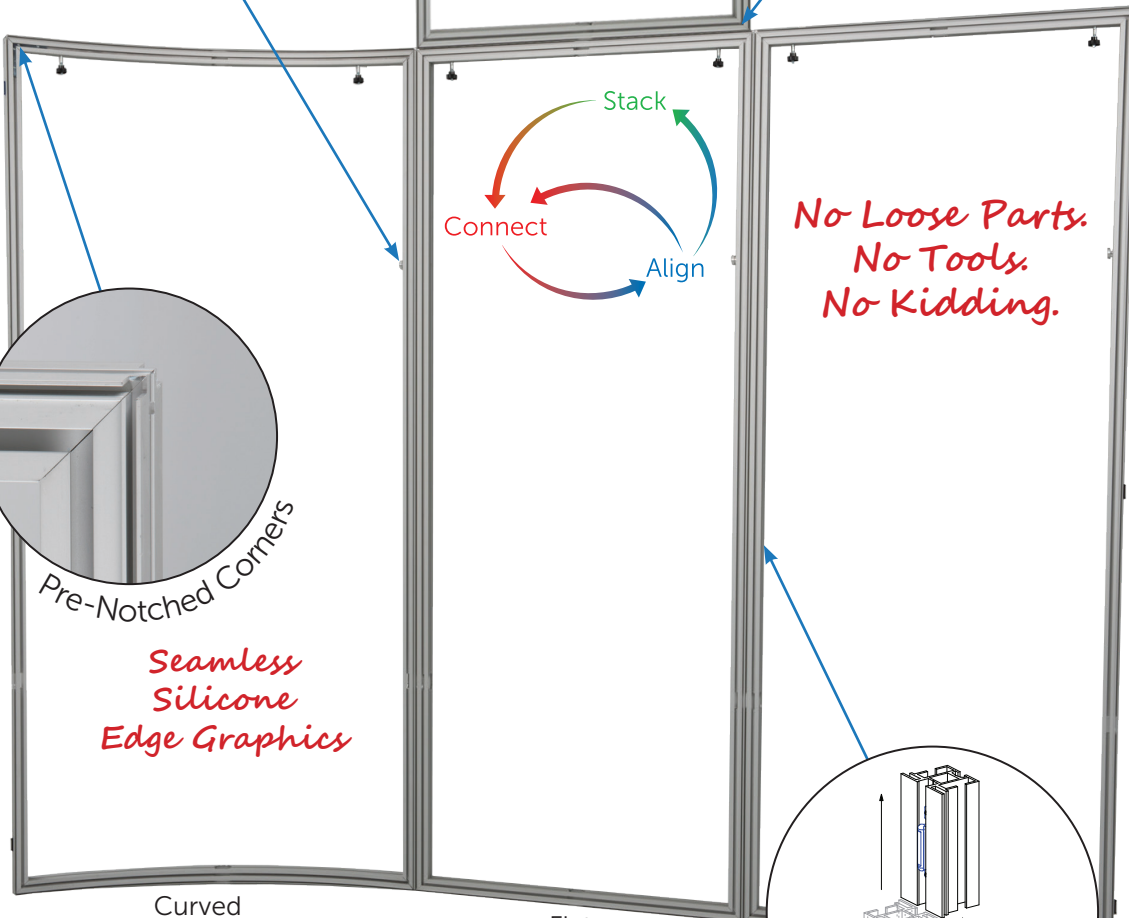 Stack
Connect
Align
No Loose Parts.
No Tools.
No Kidding.
Pre-Notched Corners
Seamless
Silicone
Edge Graphics
Curved